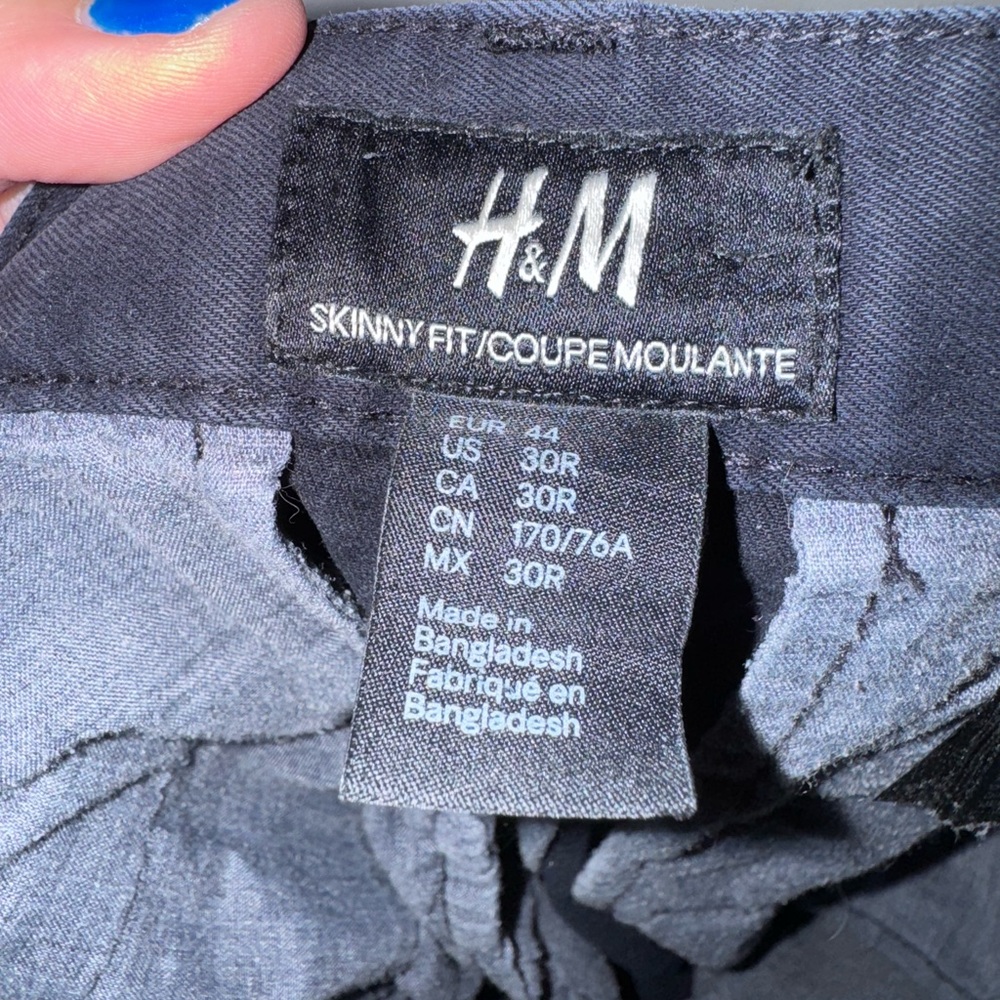 H&M
SKINNY FIT/COUPE MOULANTE
EUR 44
US 30R
CA 30R
CN 170/76A
MX 30R
Made in
Bangladesh
Fabriqué en
Bangladesh